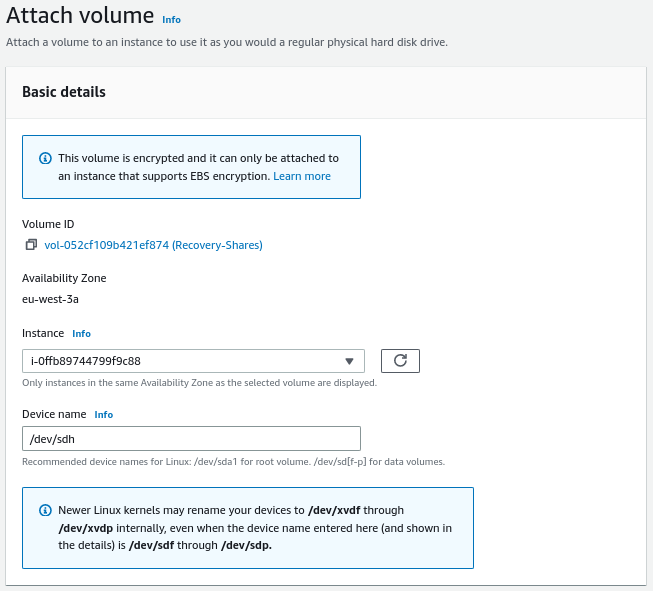 Attach volume Info
Attach a volume to an instance to use it as you would a regular physical hard disk drive.
Basic details
This volume is encrypted and it can only be attached to
an instance that supports EBS encryption. Learn more
Volume ID
vol-052cf109b421ef874 (Recovery-Shares)
Availability Zone
eu-west-3a
Instance Info
i-0ffb89744799f9c88
Only instances in the same Availability Zone as the selected volume are displayed.
Device name Info
/dev/sdh
Recommended device names for Linux: /dev/sda1 for root volume. /dev/sd[f-p] for data volumes.
Newer Linux kernels may rename your devices to /dev/xvdf through
/dev/xvdp internally, even when the device name entered here (and shown in
the details) is /dev/sdf through /dev/sdp.